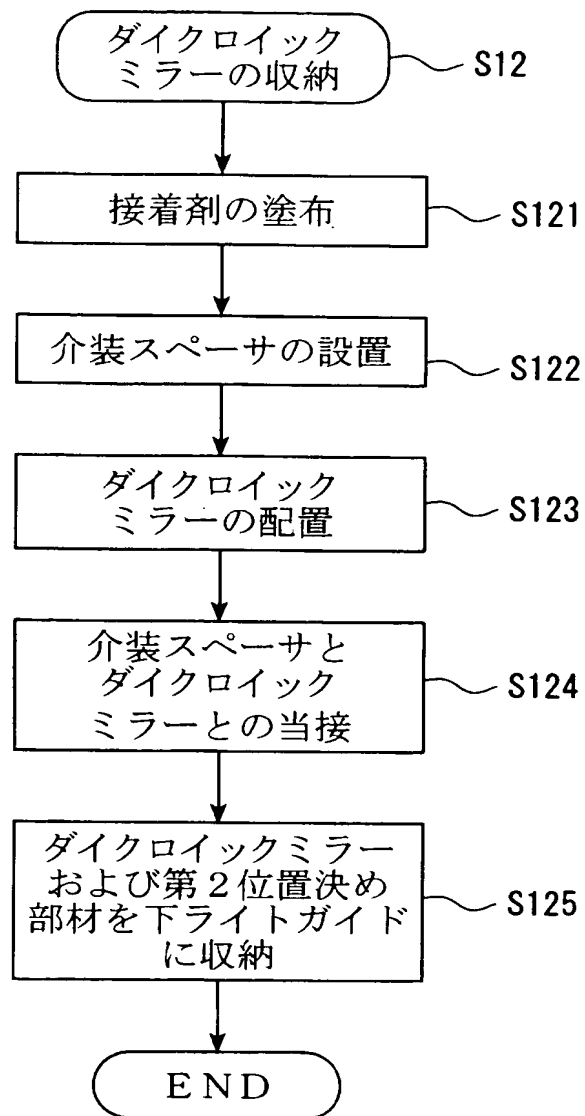 ダイクロイック
ミラーの収納
S12
接着剤の塗布
S121
介装スペーサの設置
S122
ダイクロイック
ミラーの配置
S123
介装スペーサと
ダイクロイック
ミラーとの当接
S124
ダイクロイックミラー
および第２位置決め
部材を下ライトガイド
に収納
S125
END